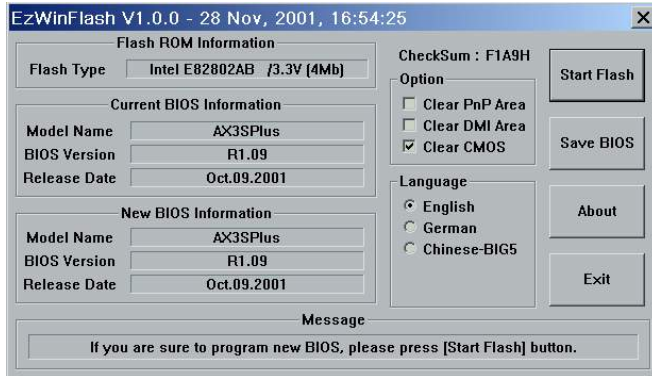 EzWinFlash V1.0.0 - 28 Nov, 2001, 16:54:25
Flash ROM Information
Flash Type Intel E82802AB /3.3V (4Mb)
Current BIOS Information
Model Name AX3SPlus
BIOS Version R1.09
Release Date Oct.09.2001
New BIOS Information
Model Name AX3SPlus
BIOS Version R1.09
Release Date Oct.09.2001
CheckSum : F1A9H
Option
Clear PnP Area
Clear DMI Area
Clear CMOS
Language
English
German
Chinese-BIG5
Start Flash
Save BIOS
About
Exit
Message
If you are sure to program new BIOS, please press [Start Flash] button.